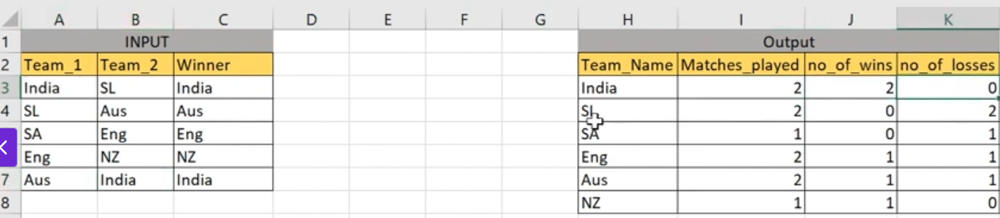 A B C D E F G H I J K
1 INPUT Output
2 Team_1 Team_2 Winner Team_Name Matches_played no_of_wins no_of_losses
3 India SL India India 2 2 0
4 SL Aus Aus SL 2 0 2
SA Eng Eng SA 1 0 1
Eng NZ NZ Eng 2 1 1
7 Aus India India Aus 2 1 1
8 NZ 1 1 0